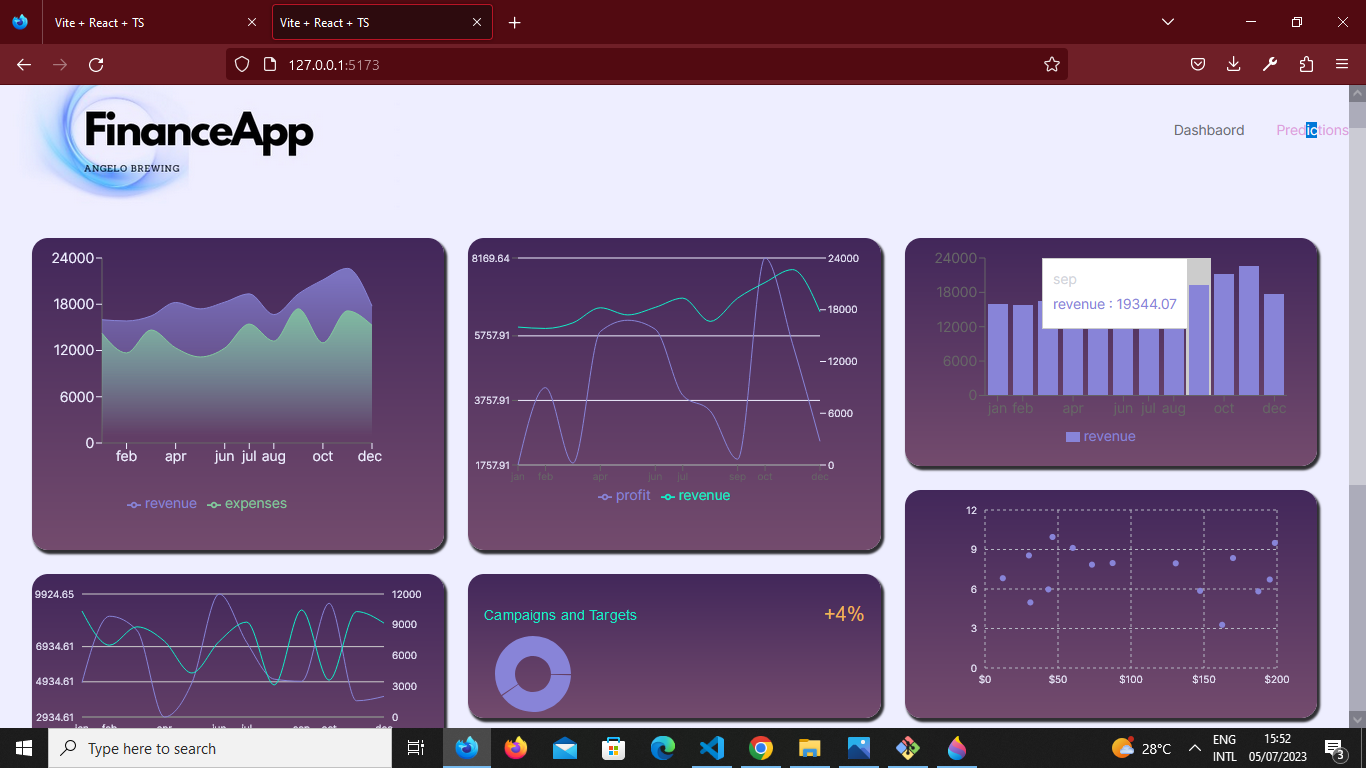 Vite + React + TS
Vite + React + TS
127.0.0.1:5173
FinanceApp
ANGELO BREWING
Dashbaord
Predictions
24000
18000
12000
6000
0
feb apr jun jul aug oct dec
revenue expenses
8169.64
5757.91
3757.91
1757.91
24000
18000
12000
6000
0
jan feb apr jun jul sep oct dec
profit revenue
24000
18000
12000
6000
0
sep
revenue : 19344.07
jan feb apr jun jul aug oct dec
revenue
9924.65
6934.61
4934.61
2934.61
12000
9000
6000
3000
0
jan feb apr jun jul sep oct dec
Campaigns and Targets
+4%
12
9
6
3
0
$0 $50 $100 $150 $200
Type here to search
28°C
ENG
INTL
15:52
05/07/2023
3